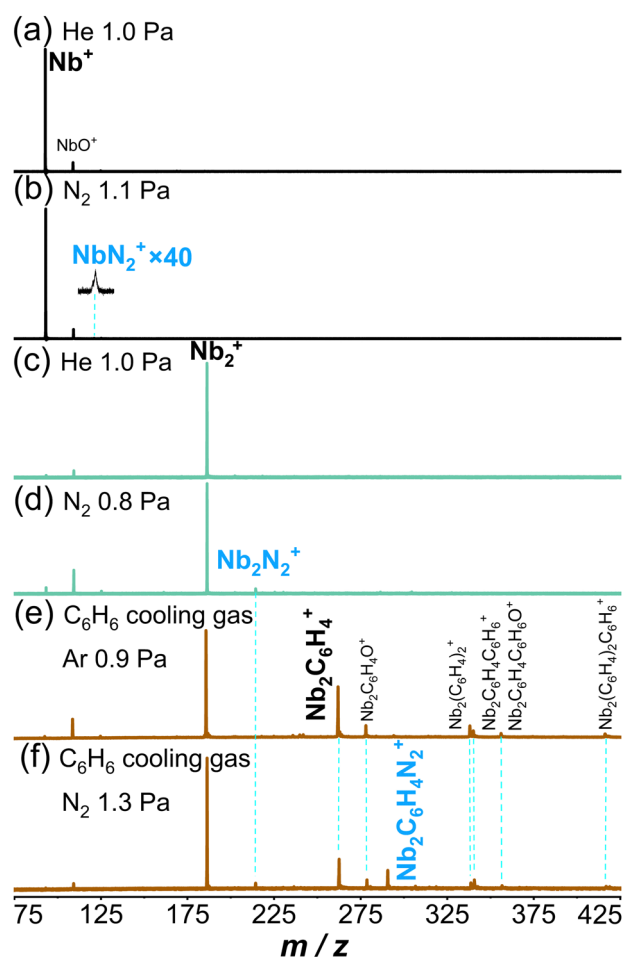 (a) He 1.0 Pa
Nb⁺
NbO⁺
(b) N₂ 1.1 Pa
NbN₂⁺×40
(c) He 1.0 Pa
Nb₂⁺
(d) N₂ 0.8 Pa
Nb₂N₂⁺
(e) C₆H₆ cooling gas
Ar 0.9 Pa
Nb₂C₆H₄⁺
Nb₂C₆H₄O⁺
Nb₂(C₆H₄)₂⁺
Nb₂C₆H₄C₆H₆⁺
Nb₂C₆H₄C₆H₆O⁺
Nb₂(C₆H₄)₂C₆H₆⁺
(f) C₆H₆ cooling gas
N₂ 1.3 Pa
Nb₂C₆H₄N₂⁺
75 125 175 225 275 325 375 425
m / z